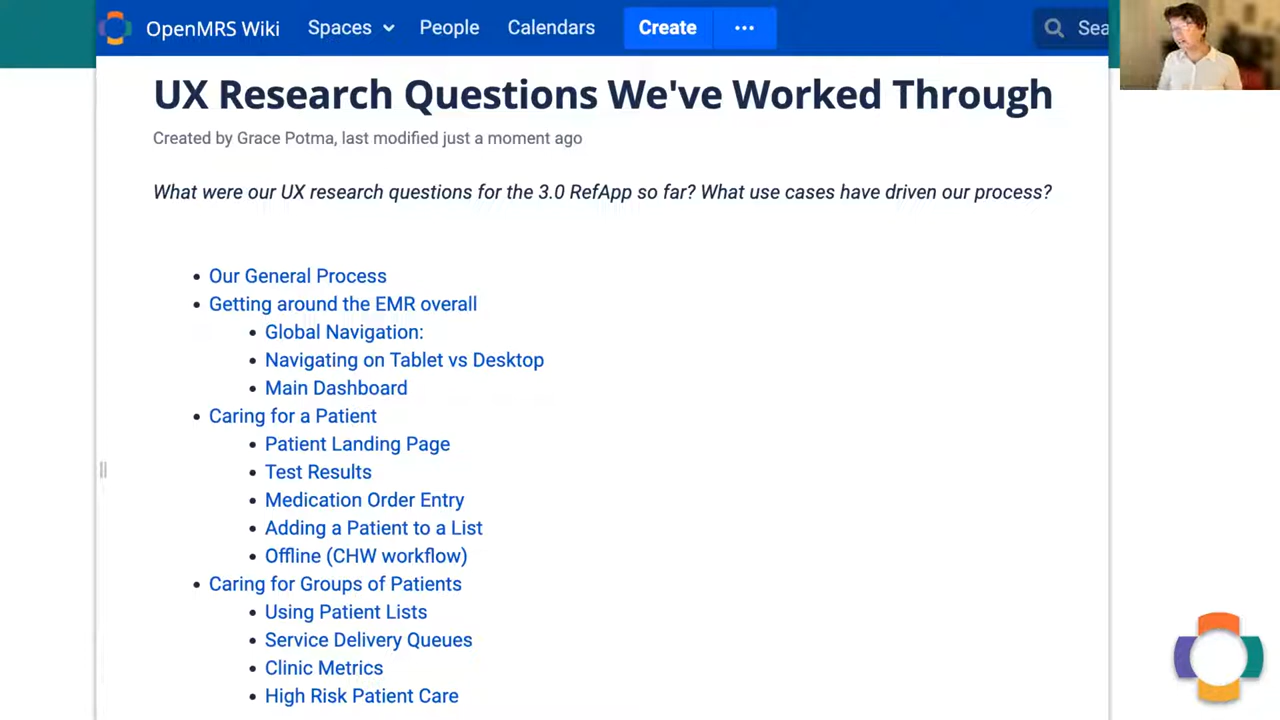 OpenMRS Wiki Spaces People Calendars Create ··· Sea
UX Research Questions We've Worked Through
Created by Grace Potma, last modified just a moment ago
What were our UX research questions for the 3.0 RefApp so far? What use cases have driven our process?
• Our General Process
• Getting around the EMR overall
• Global Navigation:
• Navigating on Tablet vs Desktop
• Main Dashboard
• Caring for a Patient
• Patient Landing Page
• Test Results
• Medication Order Entry
• Adding a Patient to a List
• Offline (CHW workflow)
• Caring for Groups of Patients
• Using Patient Lists
• Service Delivery Queues
• Clinic Metrics
• High Risk Patient Care